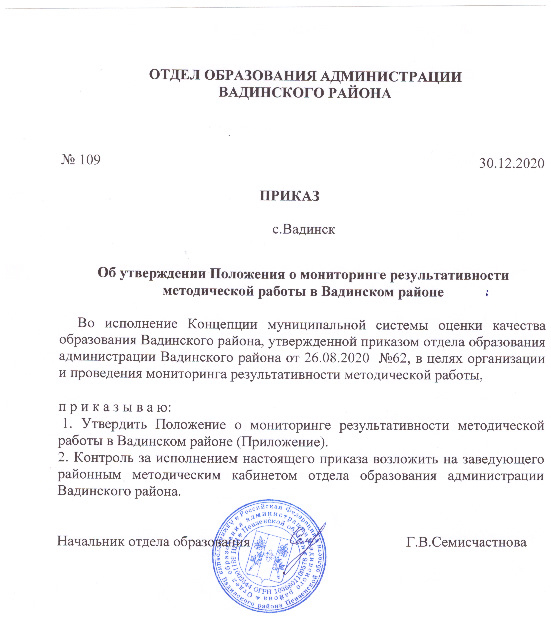 ОТДЕЛ ОБРАЗОВАНИЯ АДМИНИСТРАЦИИ
ВАДИНСКОГО РАЙОНА
№ 109
30.12.2020
ПРИКАЗ
с.Вадинск
Об утверждении Положения о мониторинге результативности
методической работы в Вадинском районе
Во исполнение Концепции муниципальной системы оценки качества
образования Вадинского района, утвержденной приказом отдела образования
администрации Вадинского района от 26.08.2020 №62, в целях организации
и проведения мониторинга результативности методической работы,
п р и к а з ы в а ю:
1. Утвердить Положение о мониторинге результативности методической
работы в Вадинском районе (Приложение).
2. Контроль за исполнением настоящего приказа возложить на заведующего
районным методическим кабинетом отдела образования администрации
Вадинского района.
Начальник отдела образования
Г.В.Семисчастнова